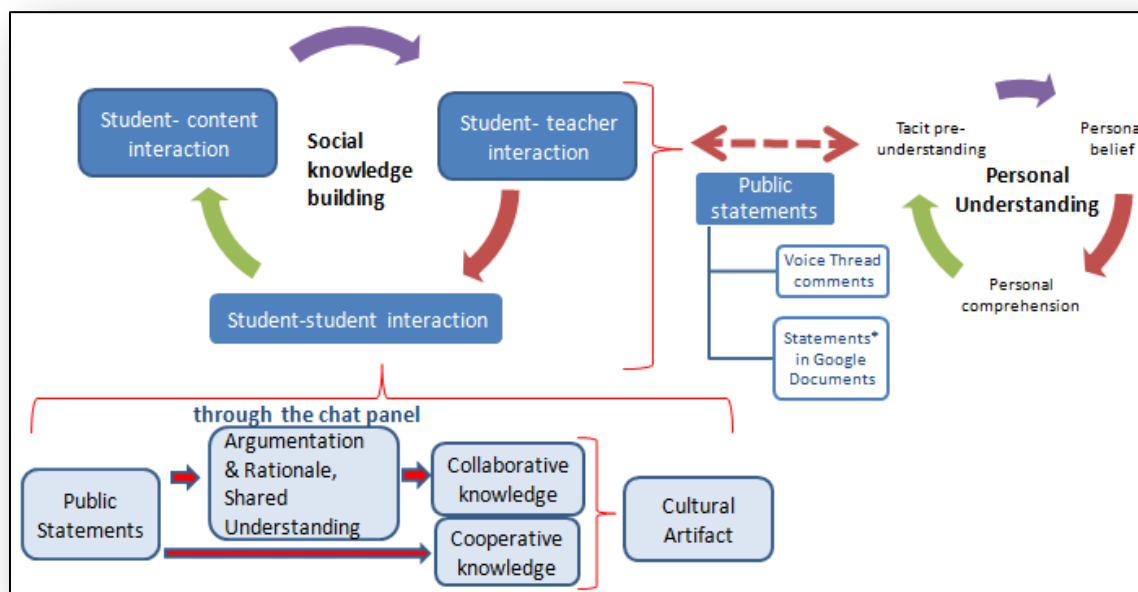 Student- content
interaction
Social
knowledge
building
Student- teacher
interaction
Student-student interaction
Public
statements
Voice Thread
comments
Statements*
in Google
Documents
Tacit pre-
understanding
Personal
belief
Personal
Understanding
Personal
comprehension
through the chat panel
Public
Statements
Argumentation
& Rationale,
Shared
Understanding
Collaborative
knowledge
Cooperative
knowledge
Cultural
Artifact